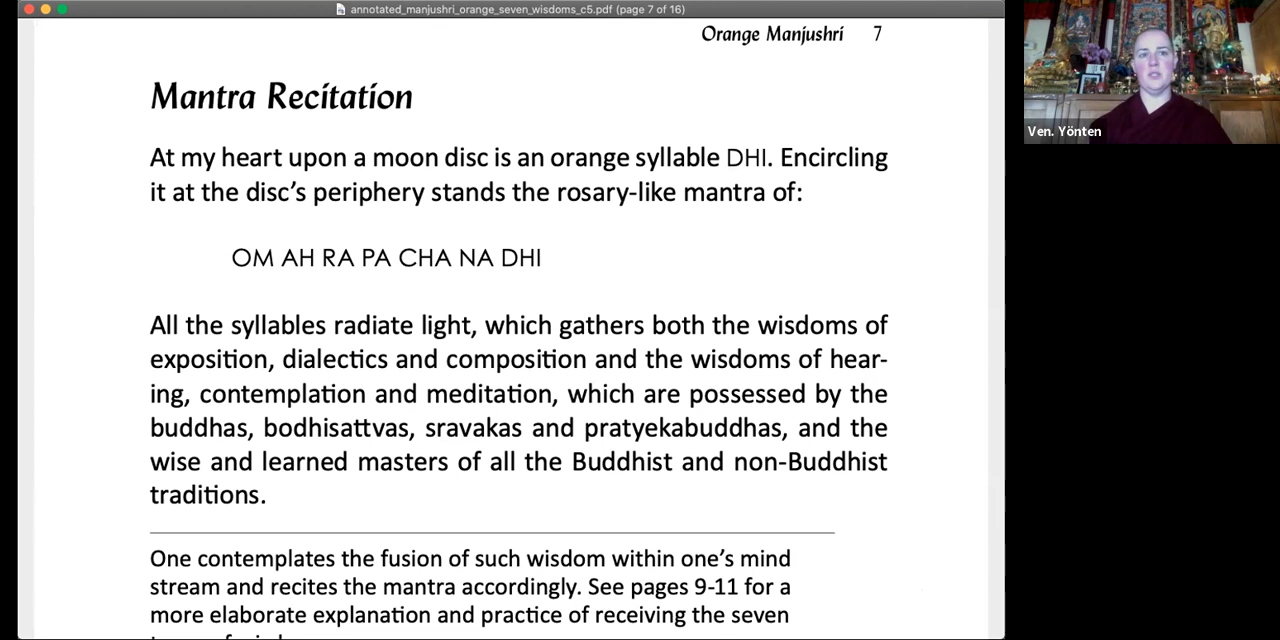 annotated_manjushri_orange_seven_wisdoms_c5.pdf (page 7 of 16)
Orange Manjushri 7
Mantra Recitation
At my heart upon a moon disc is an orange syllable DHI. Encircling
it at the disc’s periphery stands the rosary-like mantra of:
OM AH RA PA CHA NA DHI
All the syllables radiate light, which gathers both the wisdoms of
exposition, dialectics and composition and the wisdoms of hear-
ing, contemplation and meditation, which are possessed by the
buddhas, bodhisattvas, sravakas and pratyekabuddhas, and the
wise and learned masters of all the Buddhist and non-Buddhist
traditions.
One contemplates the fusion of such wisdom within one’s mind
stream and recites the mantra accordingly. See pages 9-11 for a
more elaborate explanation and practice of receiving the seven
Ven. Yönten